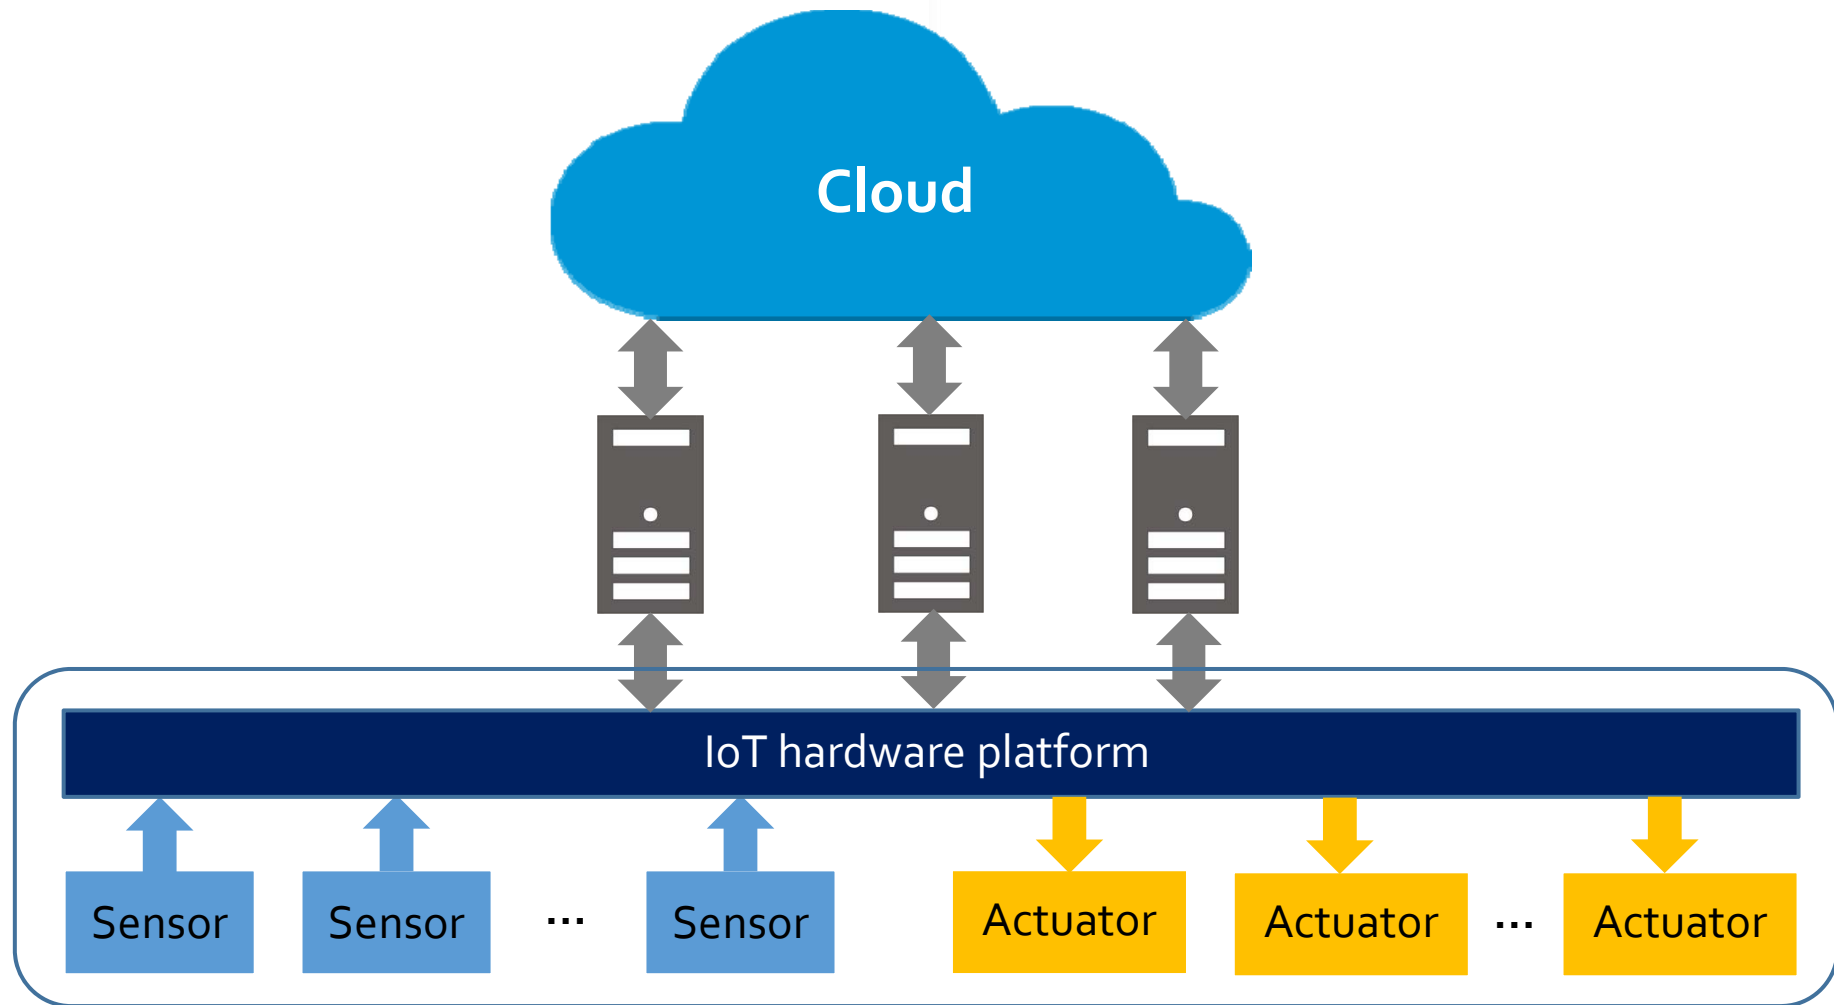 Cloud
IoT hardware platform
Sensor Sensor ... Sensor Actuator Actuator ... Actuator